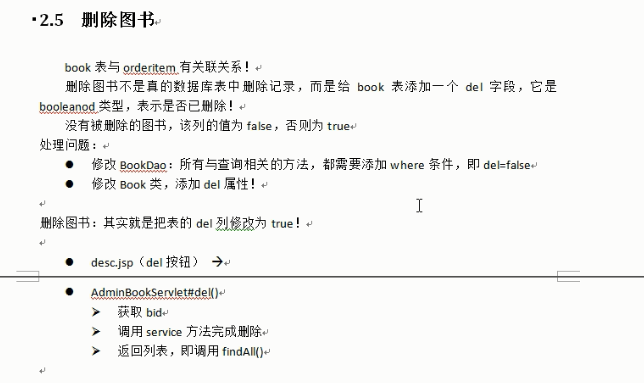 ▪2.5 删除图书
book 表与 orderitem 有关联关系！
删除图书不是真的数据库表中删除记录，而是给 book 表添加一个 del 字段，它是
booleanod 类型，表示是否已删除！
没有被删除的图书，该列的值为 false，否则为 true
处理问题：
● 修改 BookDao：所有与查询相关的方法，都需要添加 where 条件，即 del=false
● 修改 Book 类，添加 del 属性！
删除图书：其实就是把表的 del 列修改为 true！
● desc.jsp（del 按钮） →
● AdminBookServlet#del()
➢ 获取 bid
➢ 调用 service 方法完成删除
➢ 返回列表，即调用 findAll()